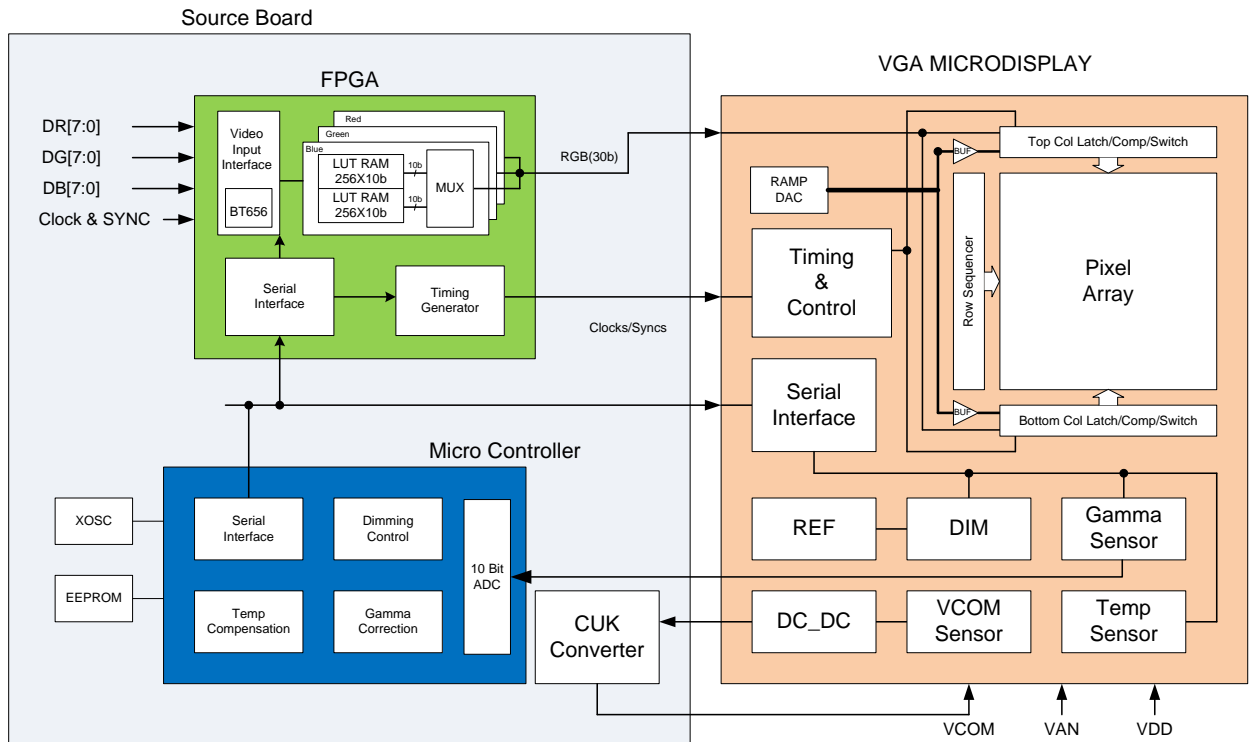 Source Board
FPGA
VGA MICRODISPLAY
DR[7:0]
DG[7:0]
DB[7:0]
Clock & SYNC
Video
Input
Interface
BT656
Red
Green
Blue
LUT RAM
256X10b
10b
LUT RAM
256X10b
10b
MUX
RGB(30b)
Serial
Interface
Timing
Generator
Clocks/Syncs
RAMP
DAC
BUF
Top Col Latch/Comp/Switch
Timing
&
Control
Row Sequencer
Pixel
Array
Serial
Interface
BUF
Bottom Col Latch/Comp/Switch
Micro Controller
XOSC
EEPROM
Serial
Interface
Dimming
Control
10 Bit
ADC
Temp
Compensation
Gamma
Correction
CUK
Converter
REF
DIM
Gamma
Sensor
DC_DC
VCOM
Sensor
Temp
Sensor
VCOM
VAN
VDD